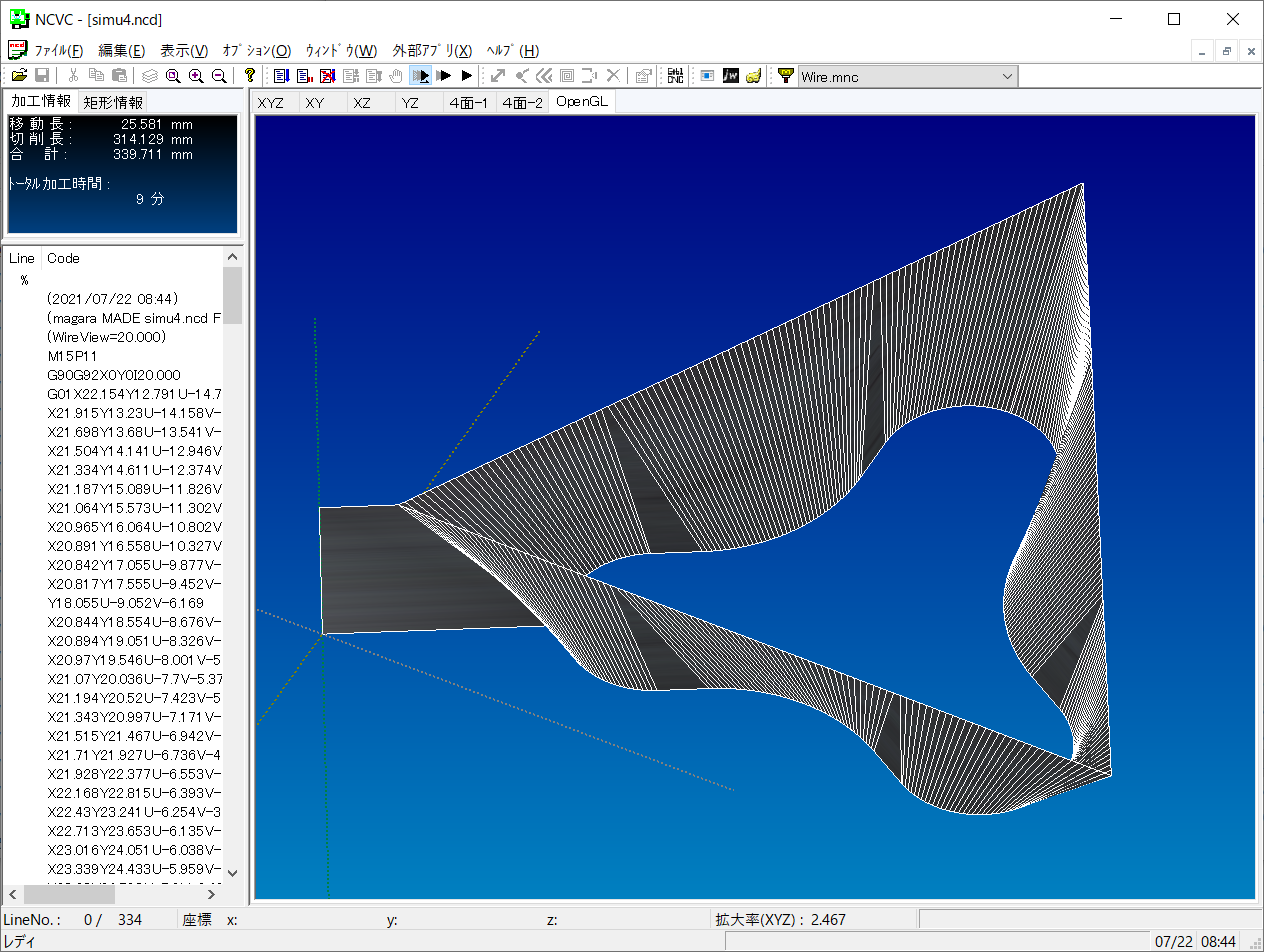 NCVC - [simu4.ncd]
ファイル(F) 編集(E) 表示(V) オプション(O) ウィンドウ(W) 外部アプリ(X) ヘルプ(H)
Wire.mnc
加工情報 矩形情報
XYZ XY XZ YZ 4面-1 4面-2 OpenGL
移動長: 25.581 mm
切削長: 314.129 mm
合 計: 339.711 mm
トータル加工時間:
9 分
Line Code
%
(2021/07/22 08:44)
(magara MADE simu4.ncd F
(WireView=20.000)
M15P11
G90G92X0Y0I20.000
G01X22.154Y12.791U-14.7
X21.915Y13.23U-14.158V-
X21.698Y13.68U-13.541V-
X21.504Y14.141U-12.946V
X21.334Y14.611U-12.374V
X21.187Y15.089U-11.826V
X21.064Y15.573U-11.302V
X20.965Y16.064U-10.802V
X20.891Y16.558U-10.327V
X20.842Y17.055U-9.877V-
X20.817Y17.555U-9.452V-
Y18.055U-9.052V-6.169
X20.844Y18.554U-8.676V-
X20.894Y19.051U-8.326V-
X20.97Y19.546U-8.001V-5
X21.07Y20.036U-7.7V-5.37
X21.194Y20.52U-7.423V-5
X21.343Y20.997U-7.171V-
X21.515Y21.467U-6.942V-
X21.71Y21.927U-6.736V-4
X21.928Y22.377U-6.553V-
X22.168Y22.815U-6.393V-
X22.43Y23.241U-6.254V-3
X22.713Y23.653U-6.135V-
X23.016Y24.051U-6.038V-
X23.339Y24.433U-5.959V-
LineNo.: 0/ 334 座標 x: y: z: 拡大率(XYZ): 2.467
レディ 07/22 08:44